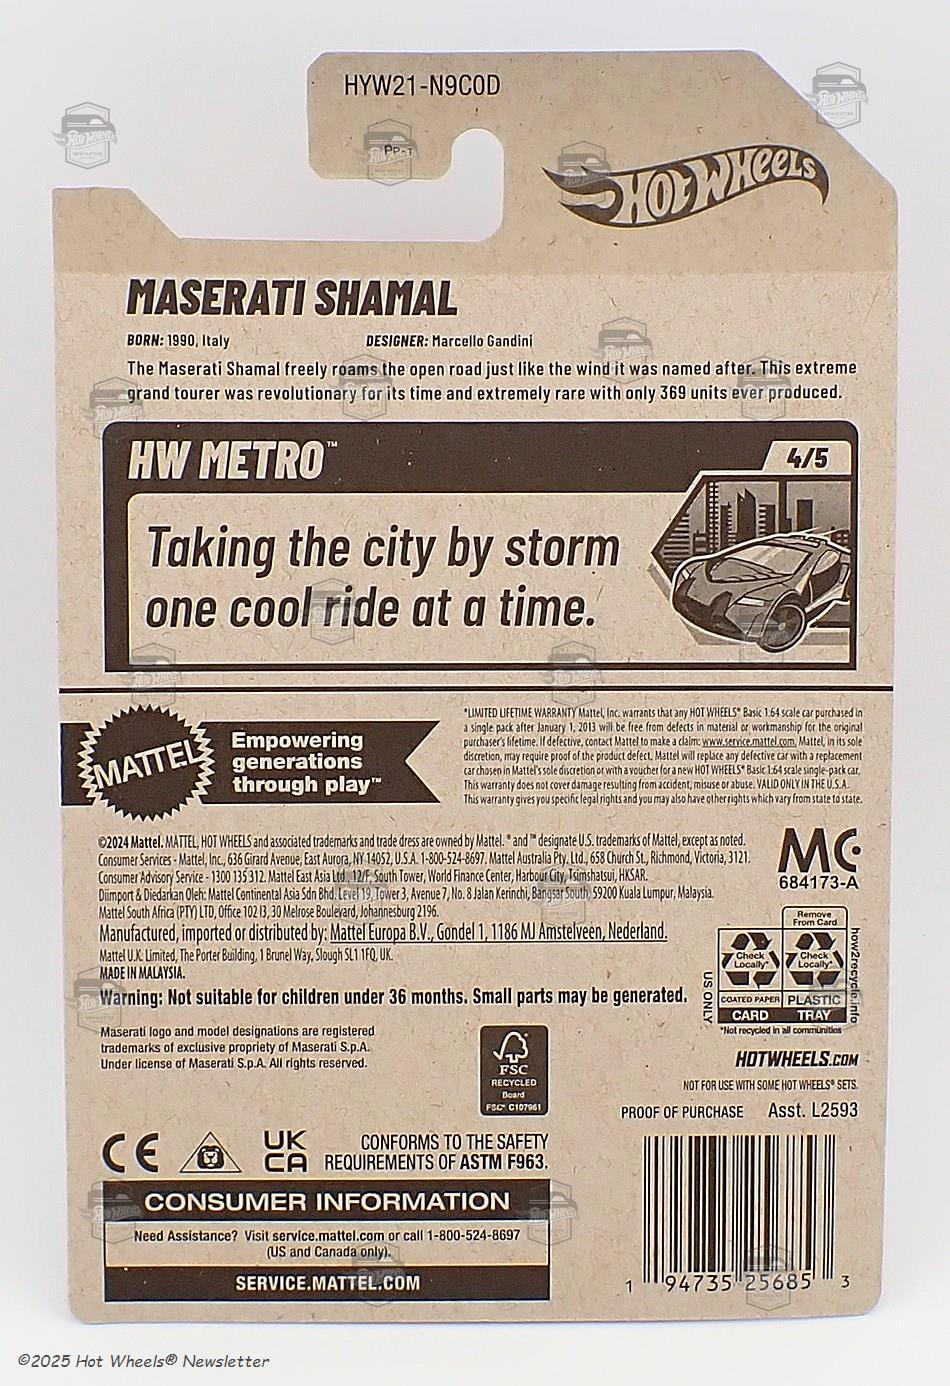 HYW21-N9C0D
PP-T
HOT WHEELS
MASERATI SHAMAL
BORN: 1990, Italy DESIGNER: Marcello Gandini
The Maserati Shamal freely roams the open road just like the wind it was named after. This extreme
grand tourer was revolutionary for its time and extremely rare with only 369 units ever produced.
HW METRO™ 4/5
Taking the city by storm
one cool ride at a time.
MATTEL
Empowering
generations
through play™
*LIMITED LIFETIME WARRANTY Mattel, Inc. warrants that any HOT WHEELS® Basic 1:64 scale car purchased in
a single pack after January 1, 2013 will be free from defects in material or workmanship for the original
purchaser's lifetime. If defective, contact Mattel to make a claim: www.service.mattel.com. Mattel, in its sole
discretion, may require proof of the product defect. Mattel will replace any defective car with a replacement
car chosen in Mattel's sole discretion or with a voucher for a new HOT WHEELS® Basic 1:64 scale single-pack car.
This warranty does not cover damage resulting from accident, misuse or abuse. VALID ONLY IN THE U.S.A.
This warranty gives you specific legal rights and you may also have other rights which vary from state to state.
©2024 Mattel. MATTEL, HOT WHEELS and associated trademarks and trade dress are owned by Mattel. ® and ™ designate U.S. trademarks of Mattel, except as noted.
Consumer Services - Mattel, Inc., 636 Girard Avenue, East Aurora, NY 14052, U.S.A. 1-800-524-8697. Mattel Australia Pty. Ltd., 658 Church St., Richmond, Victoria, 3121.
Consumer Advisory Service - 1300 135 312. Mattel East Asia Ltd., 12/F, South Tower, World Finance Center, Harbour City, Tsimshatsui, HKSAR.
Diimport & Diedarkan Oleh: Mattel Continental Asia Sdn Bhd. Level 19, Tower 3, Avenue 7, No. 8 Jalan Kerinchi, Bangsar South, 59200 Kuala Lumpur, Malaysia.
Mattel South Africa (PTY) LTD, Office 102 I3, 30 Melrose Boulevard, Johannesburg 2196.
Manufactured, imported or distributed by: Mattel Europa B.V., Gondel 1, 1186 MJ Amstelveen, Nederland.
Mattel U.K. Limited, The Porter Building, 1 Brunel Way, Slough SL1 1FQ, UK.
MADE IN MALAYSIA.
Warning: Not suitable for children under 36 months. Small parts may be generated.
MC
684173-A
Remove
From Card
Check
Locally*
Check
Locally*
COATED PAPER
CARD
PLASTIC
TRAY
US ONLY
how2recycle.info
*Not recycled in all communities
Maserati logo and model designations are registered
trademarks of exclusive propriety of Maserati S.p.A.
Under license of Maserati S.p.A. All rights reserved.
FSC
RECYCLED
Board
FSC® C107961
HOTWHEELS.COM
NOT FOR USE WITH SOME HOT WHEELS® SETS.
PROOF OF PURCHASE Asst. L2593
CE
UK
CA
CONFORMS TO THE SAFETY
REQUIREMENTS OF ASTM F963.
CONSUMER INFORMATION
Need Assistance? Visit service.mattel.com or call 1-800-524-8697
(US and Canada only).
SERVICE.MATTEL.COM
1 94735 25685 3
©2025 Hot Wheels® Newsletter